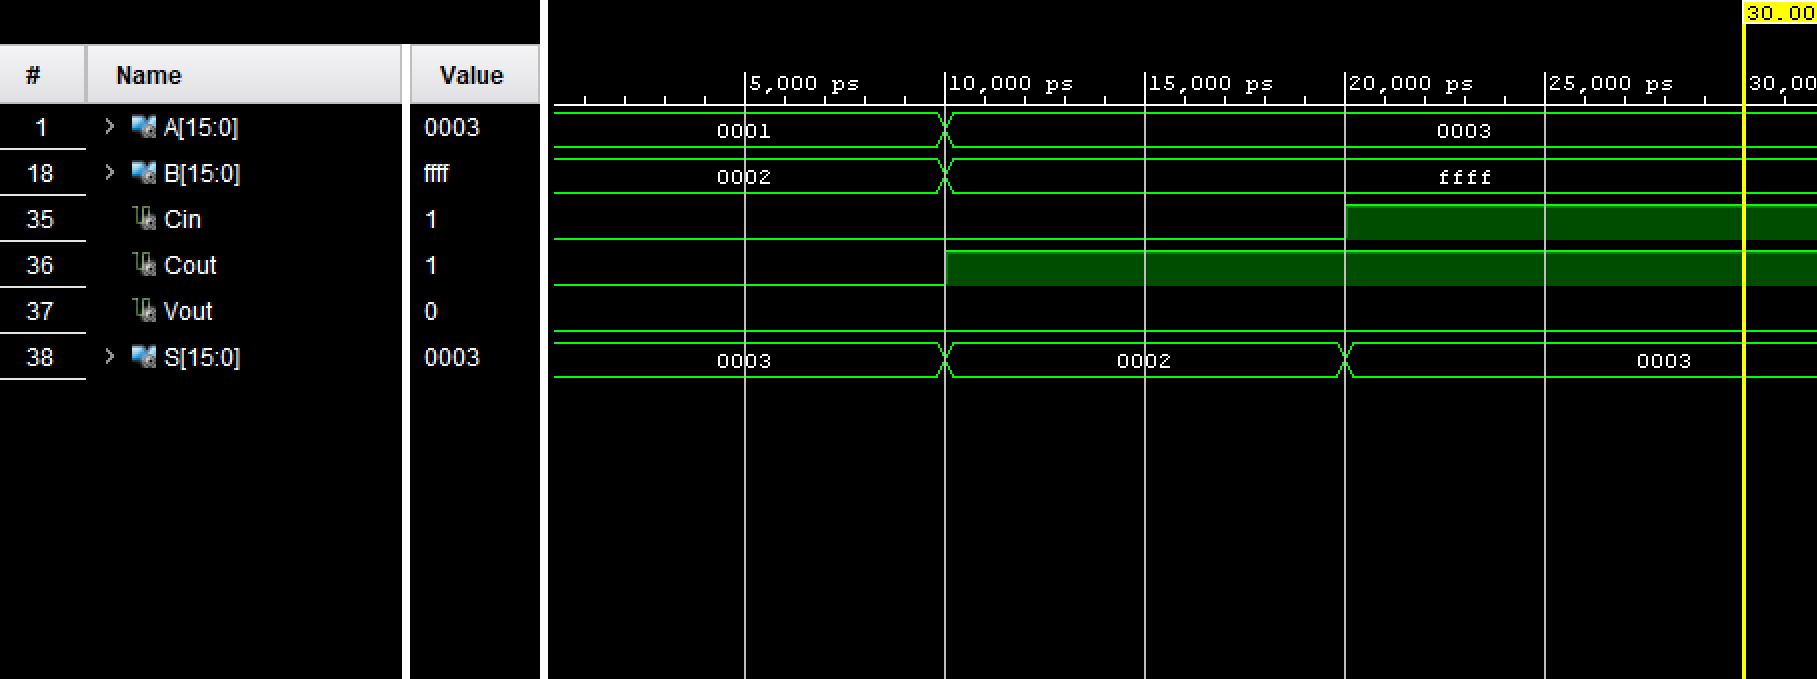 30.00
# Name Value
5,000 ps 10,000 ps 15,000 ps 20,000 ps 25,000 ps 30,00
1 A[15:0] 0003 0001 0003
18 B[15:0] ffff 0002 ffff
35 Cin 1
36 Cout 1
37 Vout 0
38 S[15:0] 0003 0003 0002 0003